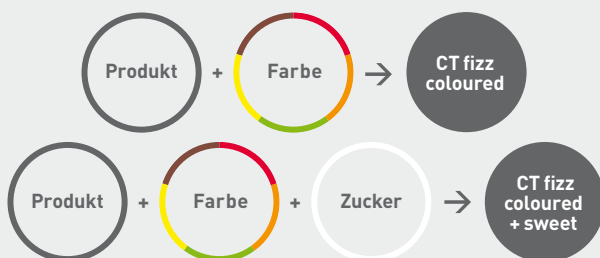 Produkt + Farbe → CT fizz
coloured
Produkt + Farbe + Zucker → CT fizz
coloured
+ sweet